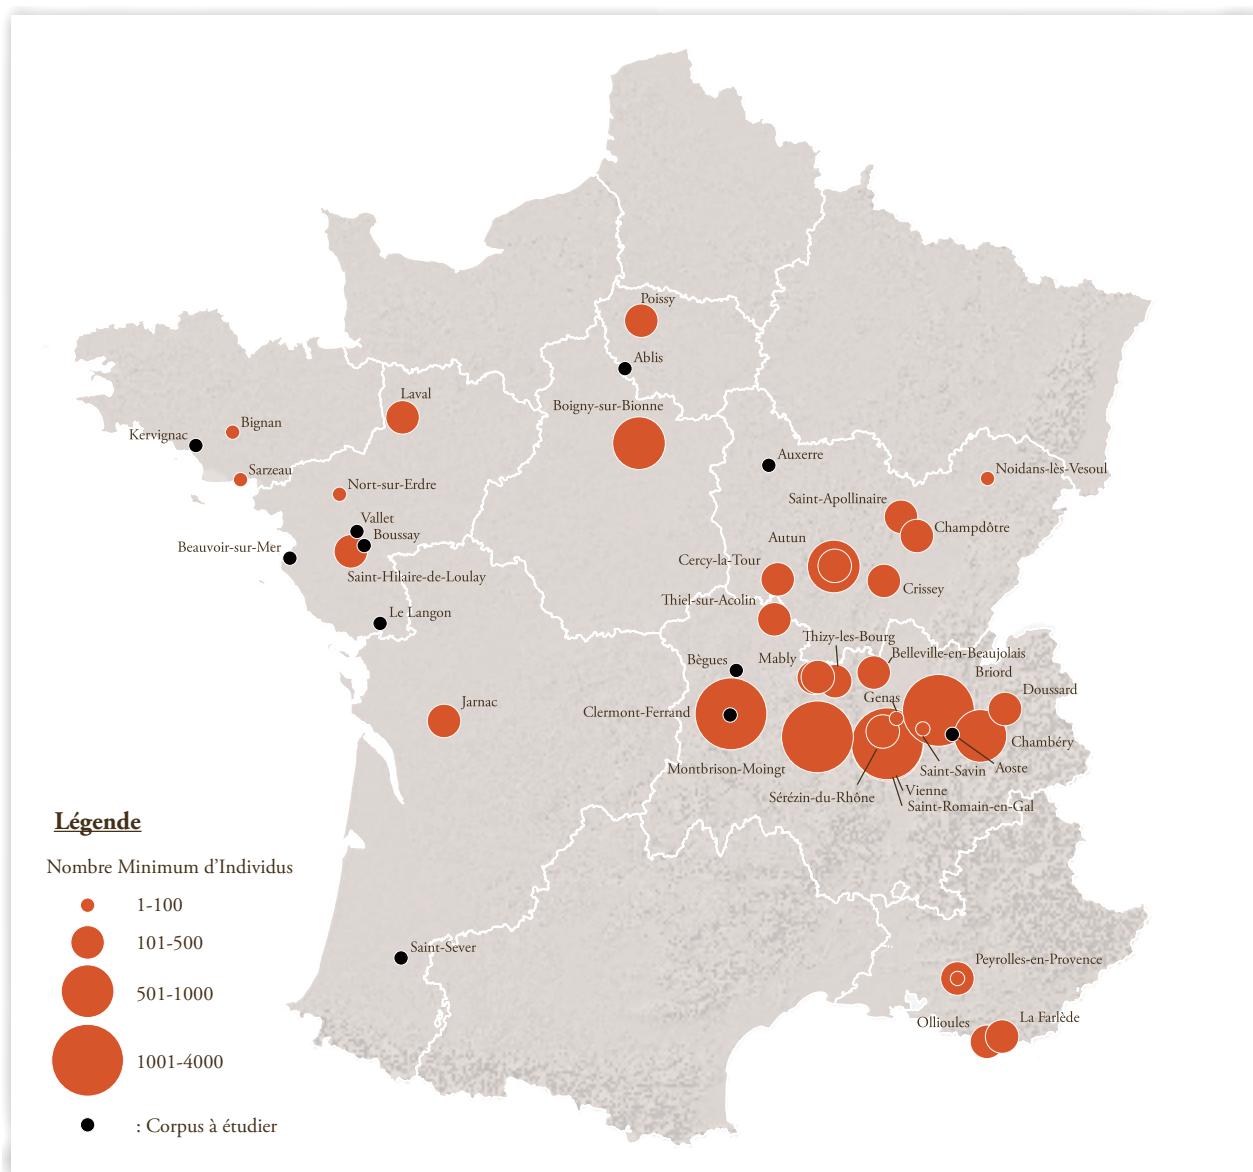 Poissy
Ablis
Laval
Boigny-sur-Bionne
Bignan
Kervignac
Auxerre
Sarzeau
Noidans-lès-Vesoul
Nort-sur-Erdre
Saint-Apollinaire
Vallet
Champdôtre
Boussay
Autun
Beauvoir-sur-Mer
Cercy-la-Tour
Saint-Hilaire-de-Loulay
Crissey
Thiel-sur-Acolin
Le Langon
Thizy-les-Bourg
Belleville-en-Beaujolais
Bègues
Mably
Briord
Doussard
Genas
Jarnac
Clermont-Ferrand
Chambéry
Montbrison-Moingt
Saint-Savin
Aoste
Sérézin-du-Rhône
Vienne
Saint-Romain-en-Gal
Saint-Sever
Peyrolles-en-Provence
Ollioules
La Farlède
Légende
Nombre Minimum d'Individus
1-100
101-500
501-1000
1001-4000
: Corpus à étudier